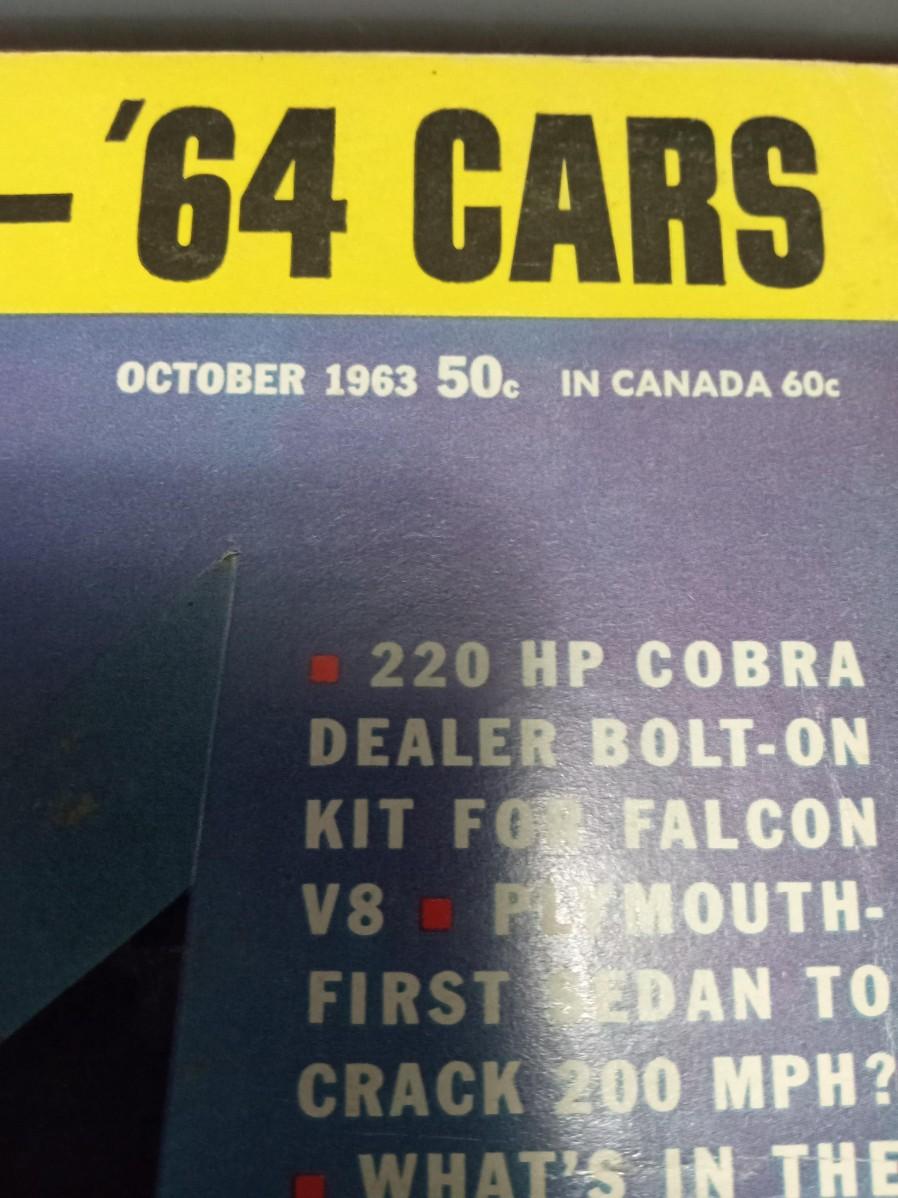 – '64 CARS
OCTOBER 1963 50c IN CANADA 60c
▪ 220 HP COBRA
DEALER BOLT-ON
KIT FOR FALCON
V8 ▪ PLYMOUTH-
FIRST SEDAN TO
CRACK 200 MPH?
▪ WHAT'S IN THE